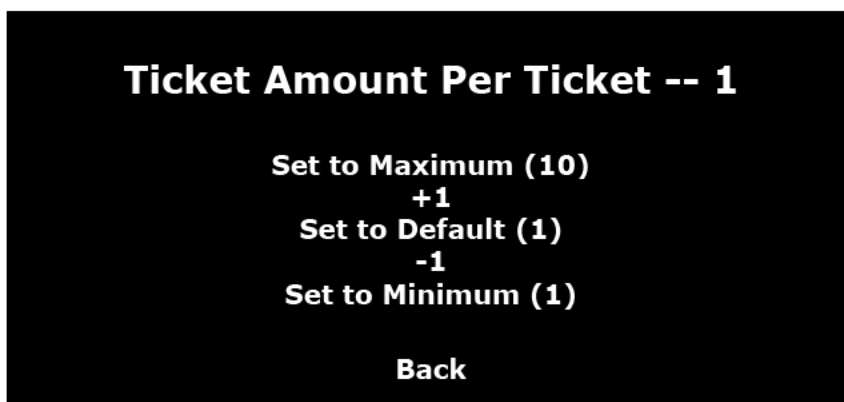 Ticket Amount Per Ticket -- 1
Set to Maximum (10)
+1
Set to Default (1)
-1
Set to Minimum (1)
Back